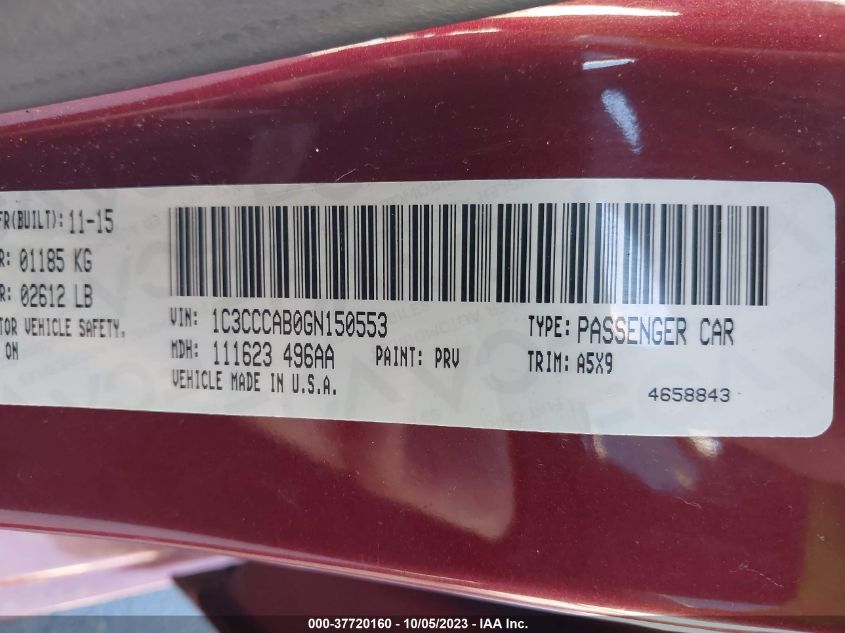 FR(BUILT): 11-15
R: 01185 KG
R: 02612 LB
TOR VEHICLE SAFETY,
ON
VIN: 1C3CCCAB0GN150553 TYPE: PASSENGER CAR
MDH: 111623 496AA PAINT: PRV TRIM: A5X9
VEHICLE MADE IN U.S.A. 4658843
000-37720160 - 10/05/2023 - IAA Inc.